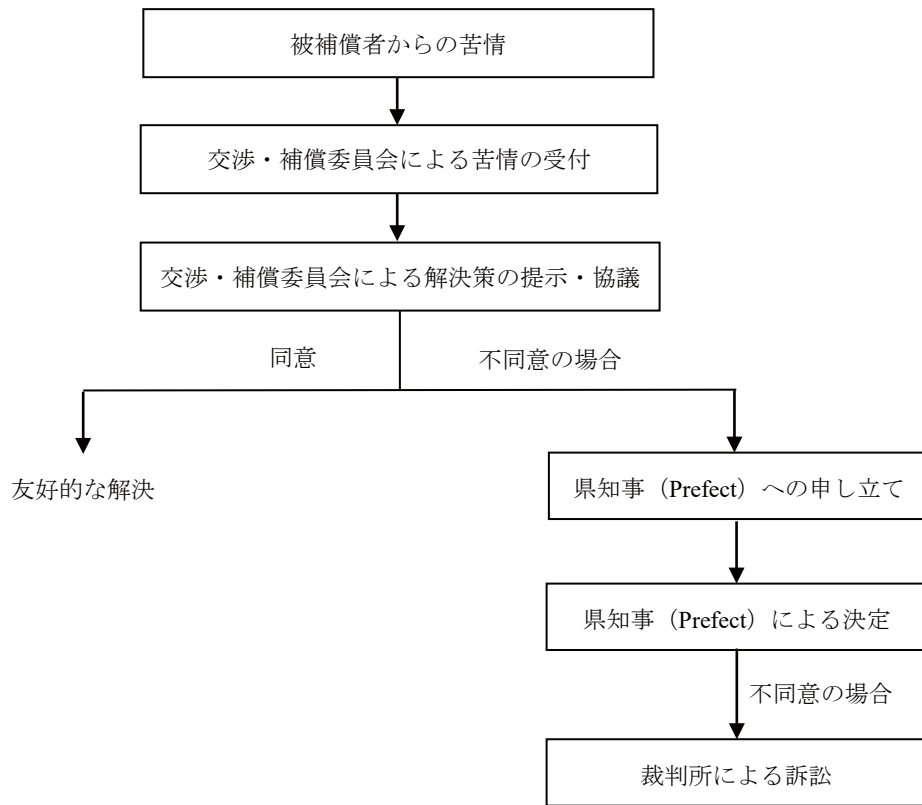 被補償者からの苦情
交渉・補償委員会による苦情の受付
交渉・補償委員会による解決策の提示・協議
同意
不同意の場合
友好的な解決
県知事（Prefect）への申し立て
県知事（Prefect）による決定
不同意の場合
裁判所による訴訟